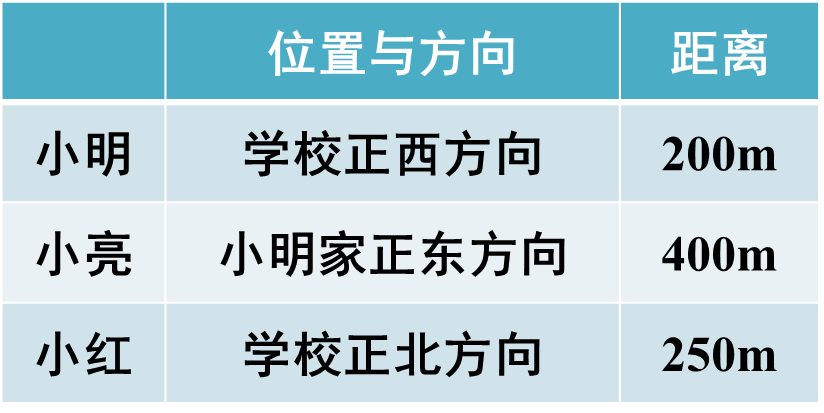 位置与方向 距离
小明 学校正西方向 200m
小亮 小明家正东方向 400m
小红 学校正北方向 250m